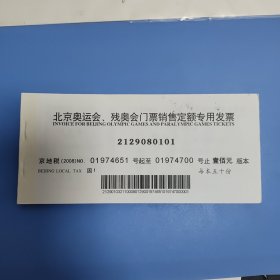 北京奥运会、残奥会门票销售定额专用发票
INVOICE FOR BEIJING OLYMPIC GAMES AND PARALYMPIC GAMES TICKETS
2129080101
京地税(2008)NO. 01974651 号起至 01974700 号止 壹佰元 版本
BEIJING LOCAL TAX 因1
每本五十份